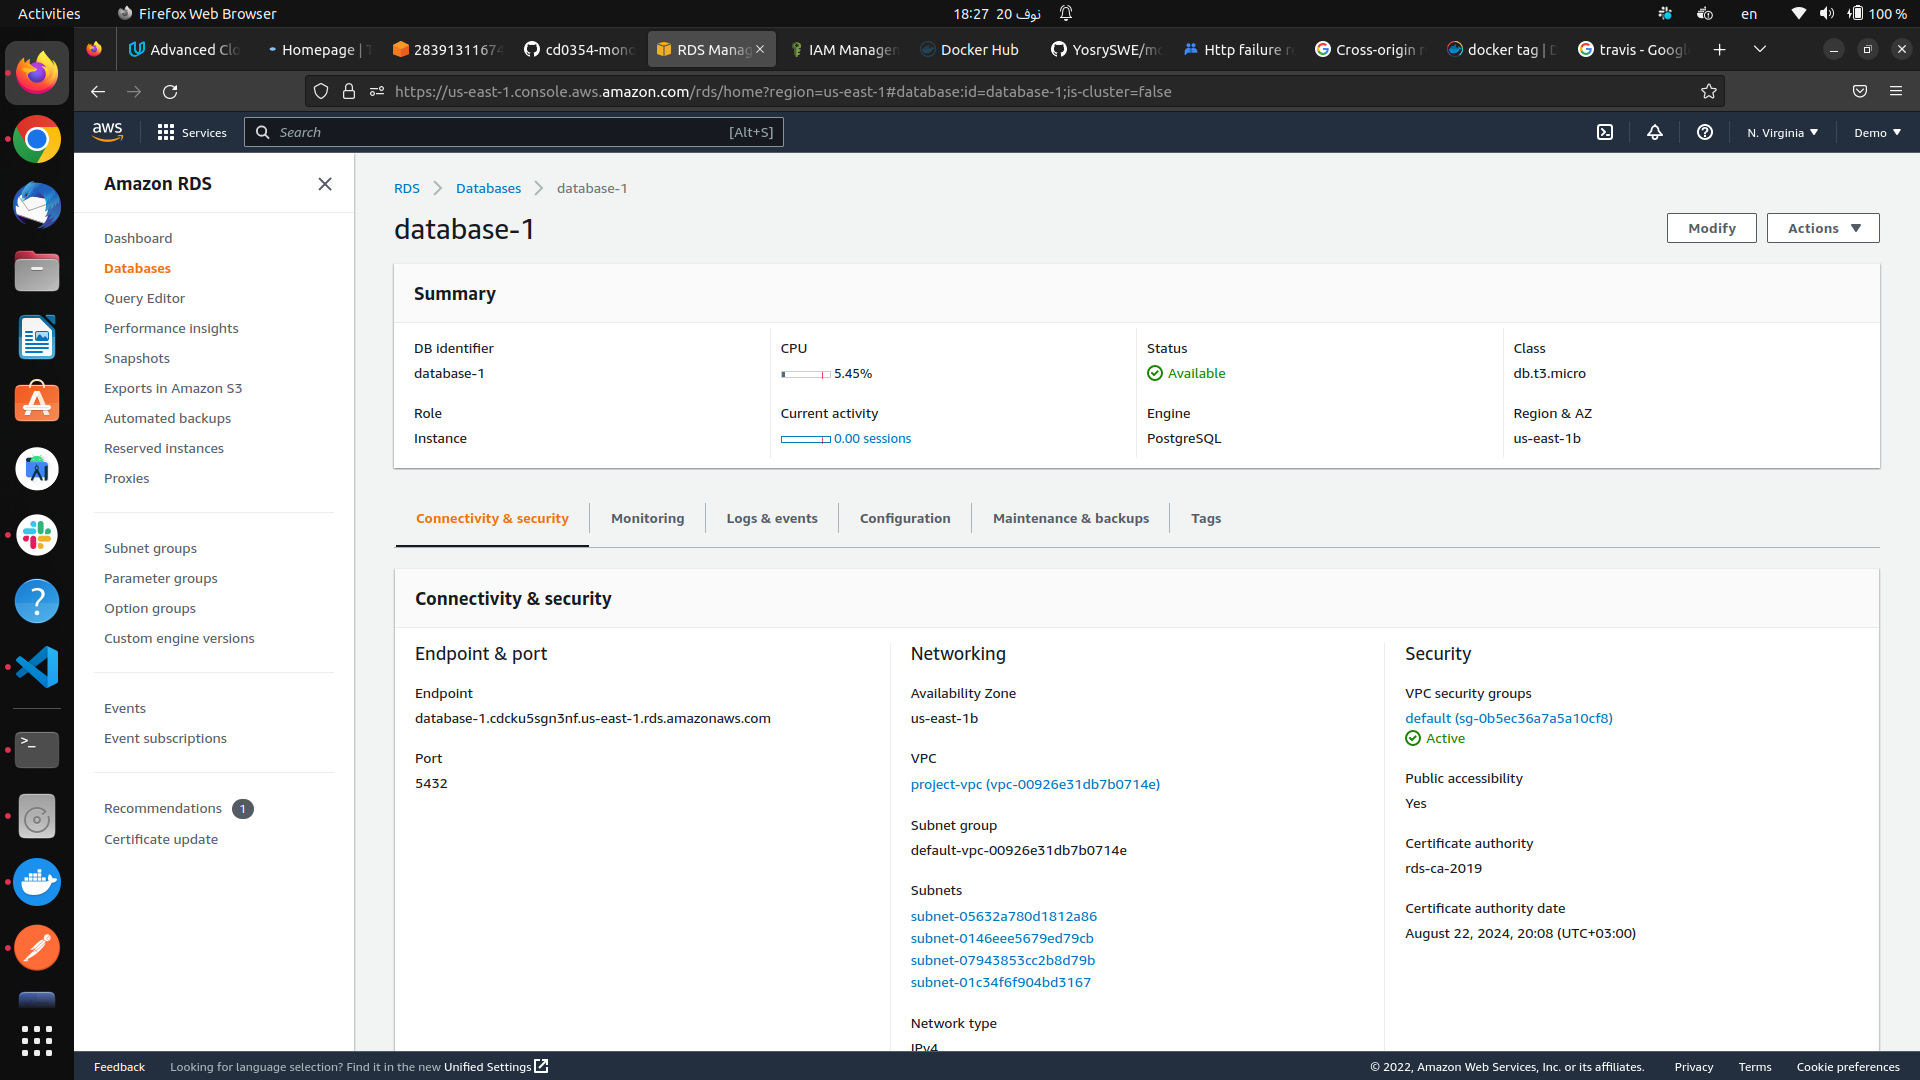 Activities
Firefox Web Browser
18:27 20 نوف
en
100 %
Advanced Clo
Homepage | T
28391311674
cd0354-mono
RDS Manag
IAM Managem
Docker Hub
YosrySWE/mo
Http failure re
Cross-origin r
docker tag | D
travis - Googl
https://us-east-1.console.aws.amazon.com/rds/home?region=us-east-1#database:id=database-1;is-cluster=false
aws
Services
Search
[Alt+S]
N. Virginia
Demo
Amazon RDS
Dashboard
Databases
Query Editor
Performance insights
Snapshots
Exports in Amazon S3
Automated backups
Reserved instances
Proxies
Subnet groups
Parameter groups
Option groups
Custom engine versions
Events
Event subscriptions
Recommendations 1
Certificate update
RDS
Databases
database-1
database-1
Modify
Actions
Summary
DB identifier
database-1
Role
Instance
CPU
5.45%
Current activity
0.00 sessions
Status
Available
Engine
PostgreSQL
Class
db.t3.micro
Region & AZ
us-east-1b
Connectivity & security
Monitoring
Logs & events
Configuration
Maintenance & backups
Tags
Connectivity & security
Endpoint & port
Endpoint
database-1.cdcku5sgn3nf.us-east-1.rds.amazonaws.com
Port
5432
Networking
Availability Zone
us-east-1b
VPC
project-vpc (vpc-00926e31db7b0714e)
Subnet group
default-vpc-00926e31db7b0714e
Subnets
subnet-05632a780d1812a86
subnet-0146eee5679ed79cb
subnet-07943853cc2b8d79b
subnet-01c34f6f904bd3167
Network type
IPv4
Security
VPC security groups
default (sg-0b5ec36a7a5a10cf8)
Active
Public accessibility
Yes
Certificate authority
rds-ca-2019
Certificate authority date
August 22, 2024, 20:08 (UTC+03:00)
Feedback
Looking for language selection? Find it in the new Unified Settings
© 2022, Amazon Web Services, Inc. or its affiliates.
Privacy
Terms
Cookie preferences